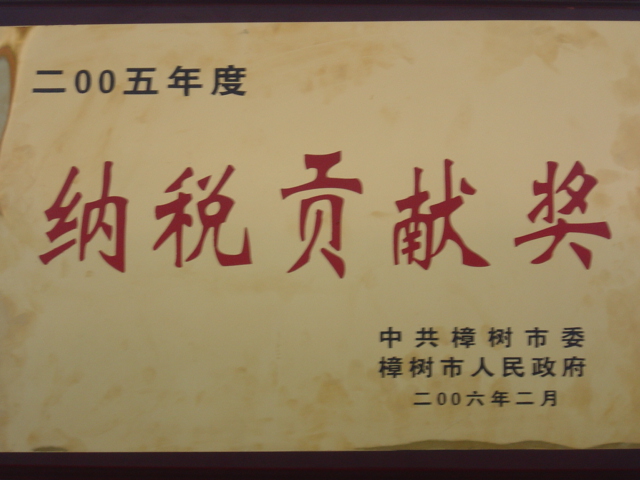 二00五年度
纳税贡献奖
中共樟树市委
樟树市人民政府
二00六年二月